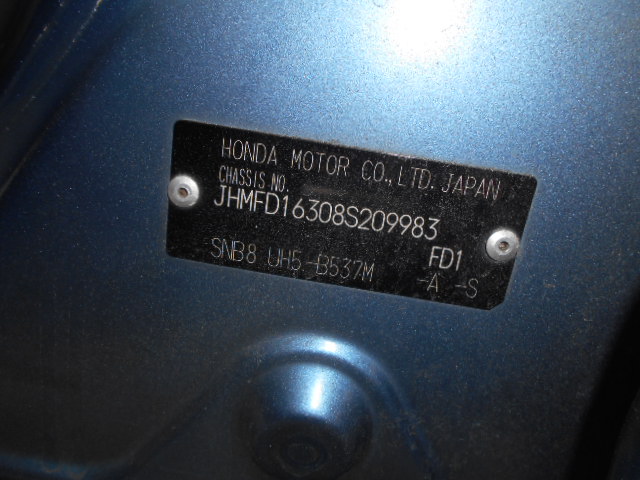 HONDA MOTOR CO., LTD. JAPAN
CHASSIS NO.
JHMFD16308S209983
SNB8 UH5-B537M FD1
-A -S